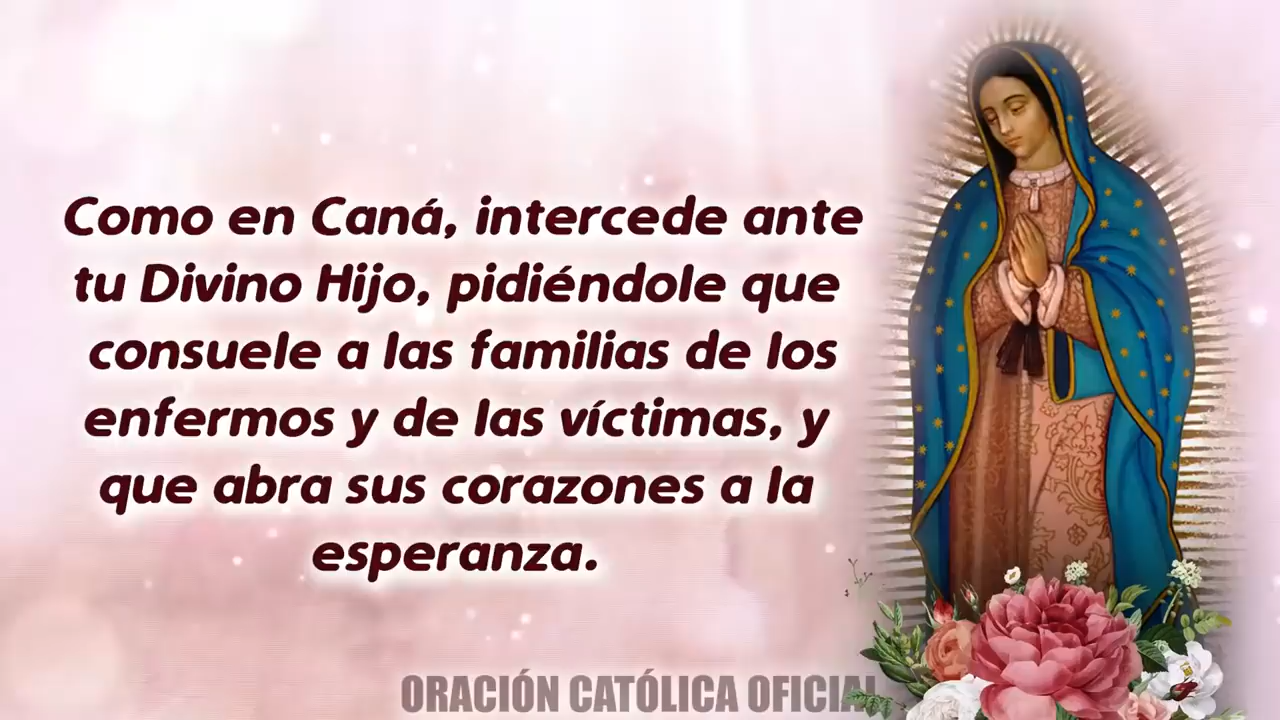 Como en Caná, intercede ante
tu Divino Hijo, pidiéndole que
consuele a las familias de los
enfermos y de las víctimas, y
que abra sus corazones a la
esperanza.
ORACIÓN CATÓLICA OFICIAL